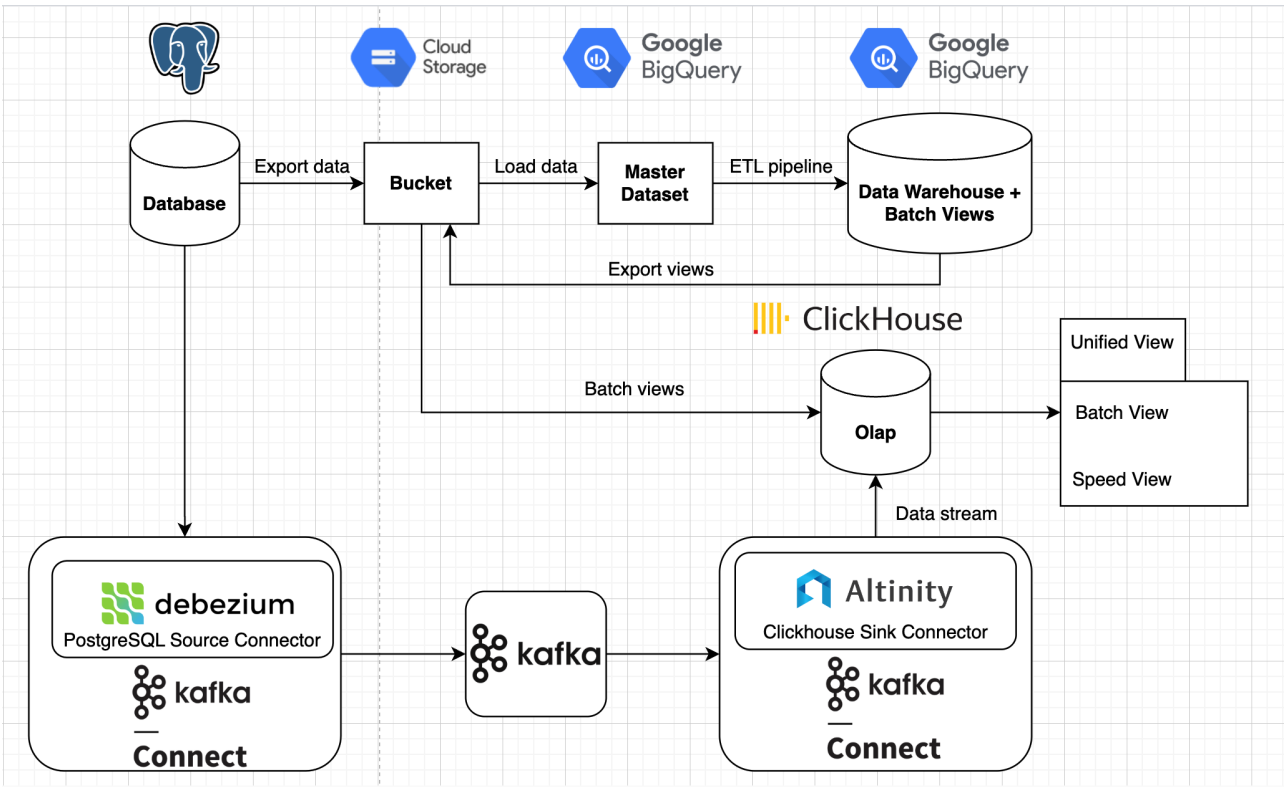 Cloud
Storage
Google
BigQuery
Google
BigQuery
Database
Export data
Bucket
Load data
Master
Dataset
ETL pipeline
Data Warehouse +
Batch Views
Export views
ClickHouse
Batch views
Olap
Unified View
Batch View
Speed View
Data stream
debezium
PostgreSQL Source Connector
kafka
Connect
kafka
Altinity
Clickhouse Sink Connector
kafka
Connect